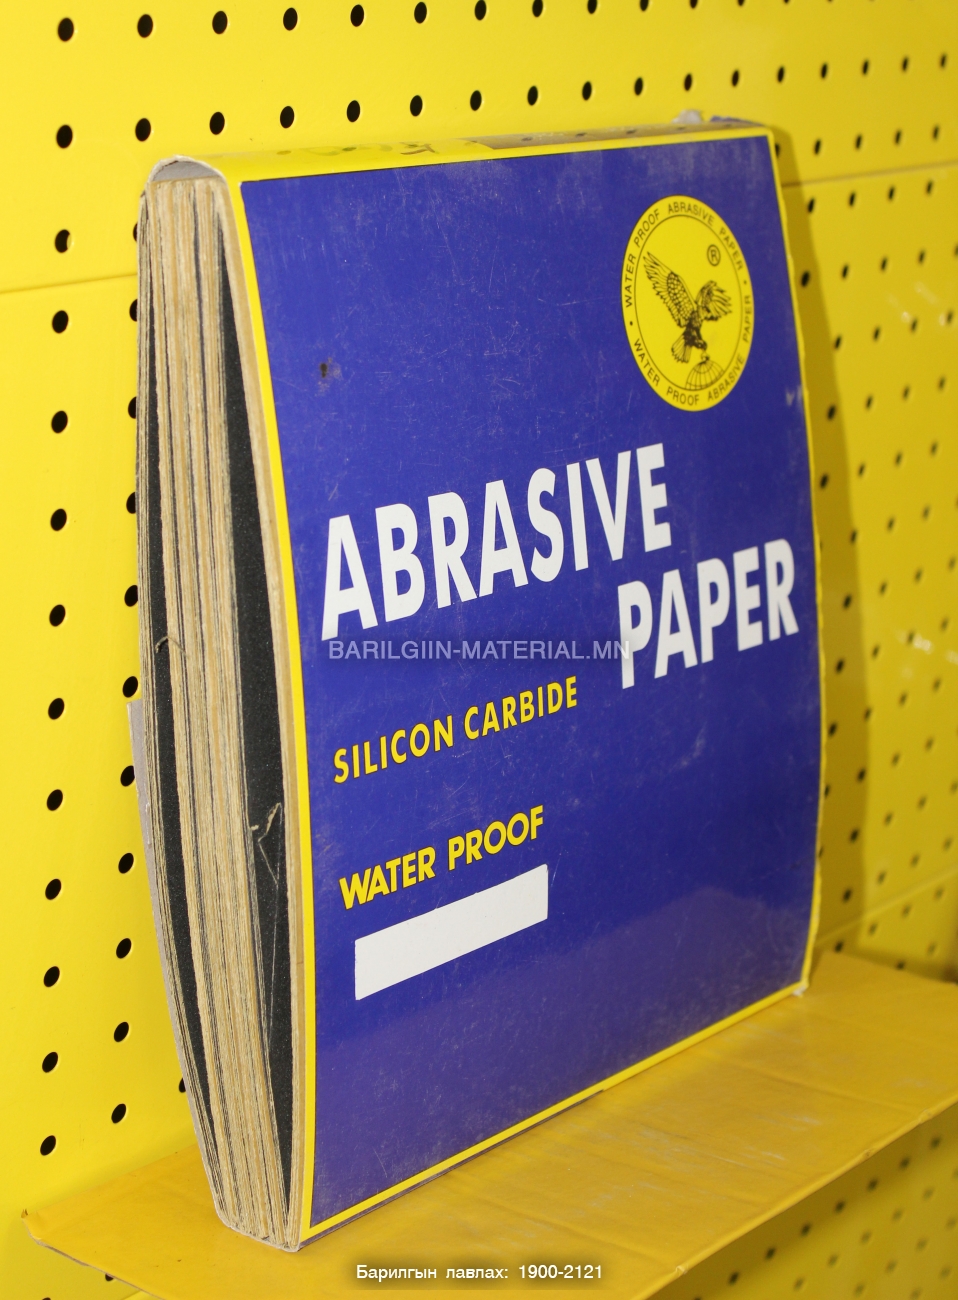 WATER PROOF ABRASIVE PAPER • WATER PROOF ABRASIVE PAPER •
®
ABRASIVE
PAPER
BARILGIIN-MATERIAL.MN
SILICON CARBIDE
WATER PROOF
Барилгын лавлах: 1900-2121